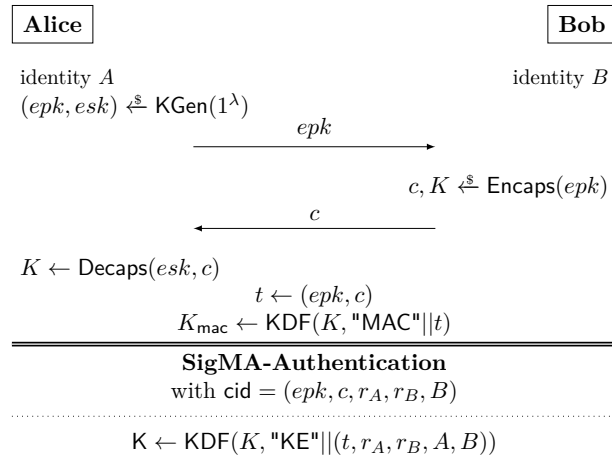 Alice Bob
identity A identity B
(epk, esk) ←$ KGen(1^λ)
epk
c, K ←$ Encaps(epk)
c
K ← Decaps(esk, c)
t ← (epk, c)
K_mac ← KDF(K, "MAC"||t)
SigMA-Authentication
with cid = (epk, c, r_A, r_B, B)
K ← KDF(K, "KE"||(t, r_A, r_B, A, B))